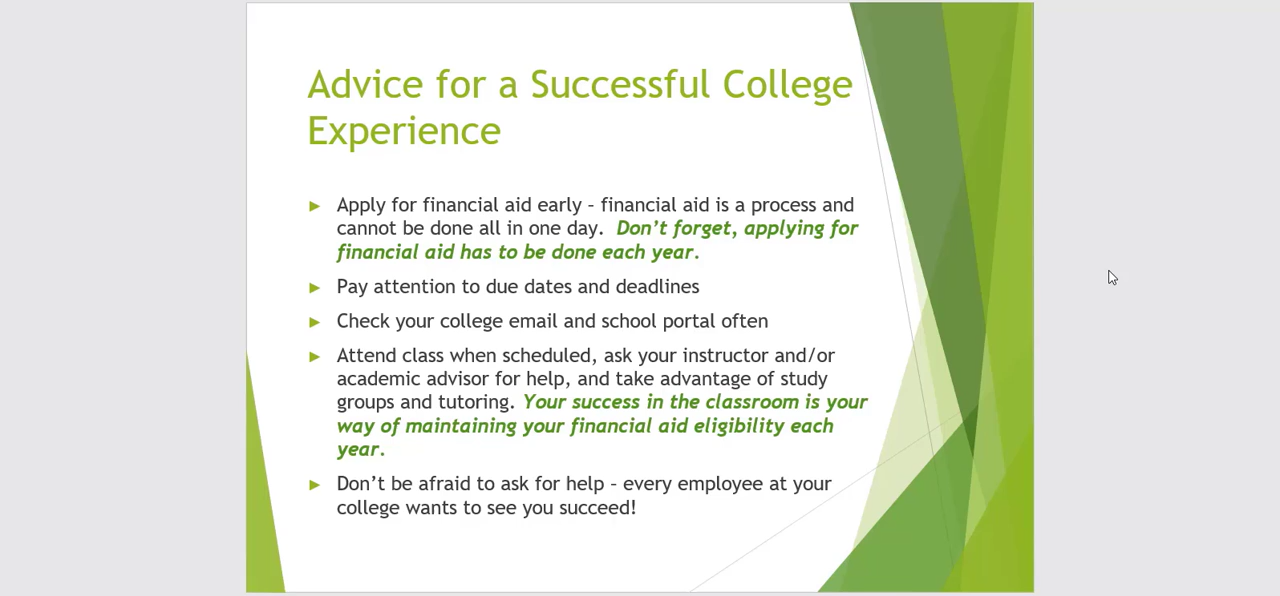 Advice for a Successful College
Experience
Apply for financial aid early – financial aid is a process and
cannot be done all in one day. Don’t forget, applying for
financial aid has to be done each year.
Pay attention to due dates and deadlines
Check your college email and school portal often
Attend class when scheduled, ask your instructor and/or
academic advisor for help, and take advantage of study
groups and tutoring. Your success in the classroom is your
way of maintaining your financial aid eligibility each
year.
Don’t be afraid to ask for help – every employee at your
college wants to see you succeed!